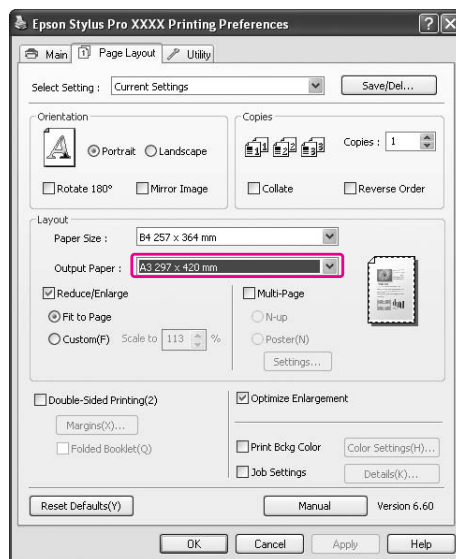 Epson Stylus Pro XXXX Printing Preferences
Main Page Layout Utility
Select Setting : Current Settings Save/Del...
Orientation
A Portrait Landscape
Rotate 180° Mirror Image
Copies
Copies : 1
Collate Reverse Order
Layout
Paper Size : B4 257 x 364 mm
Output Paper : A3 297 x 420 mm
Reduce/Enlarge
Fit to Page
Custom(F) Scale to 113 %
Multi-Page
N-up
Poster(N)
Settings...
Double-Sided Printing(2)
Margins(X)...
Folded Booklet(Q)
Optimize Enlargement
Print Bckg Color Color Settings(H)...
Job Settings Details(K)...
Reset Defaults(Y) Manual Version 6.60
OK Cancel Apply Help